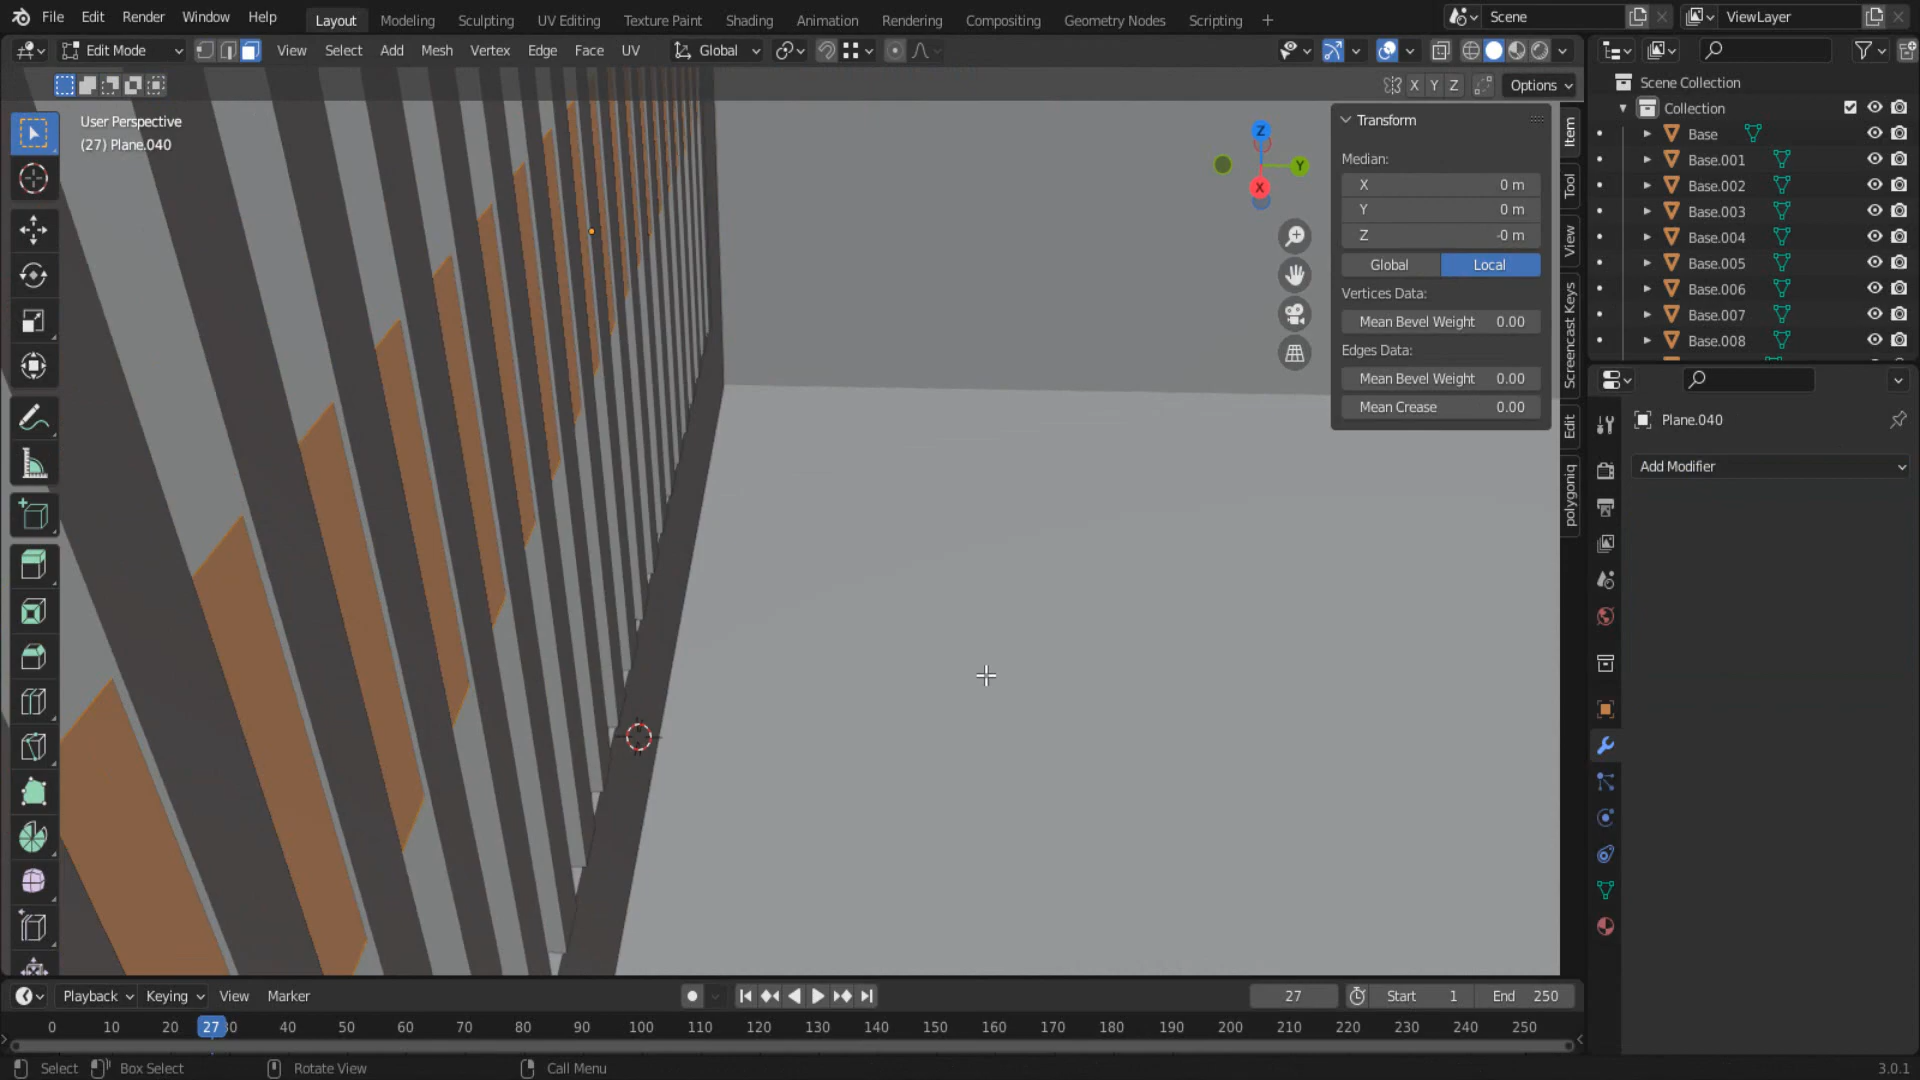 File Edit Render Window Help Layout Modeling Sculpting UV Editing Texture Paint Shading Animation Rendering Compositing Geometry Nodes Scripting + Scene ViewLayer
Edit Mode View Select Add Mesh Vertex Edge Face UV Global
X Y Z Options
User Perspective
(27) Plane.040
Z
Y
X
Transform
Median:
X 0 m
Y 0 m
Z -0 m
Global Local
Vertices Data:
Mean Bevel Weight 0.00
Edges Data:
Mean Bevel Weight 0.00
Mean Crease 0.00
Item
Tool
View
Screencast Keys
Edit
polygoniq
Scene Collection
Collection
Base
Base.001
Base.002
Base.003
Base.004
Base.005
Base.006
Base.007
Base.008
Plane.040
Add Modifier
Playback Keying View Marker 27 Start 1 End 250
0 10 20 27 30 40 50 60 70 80 90 100 110 120 130 140 150 160 170 180 190 200 210 220 230 240 250
Select Box Select Rotate View Call Menu 3.0.1